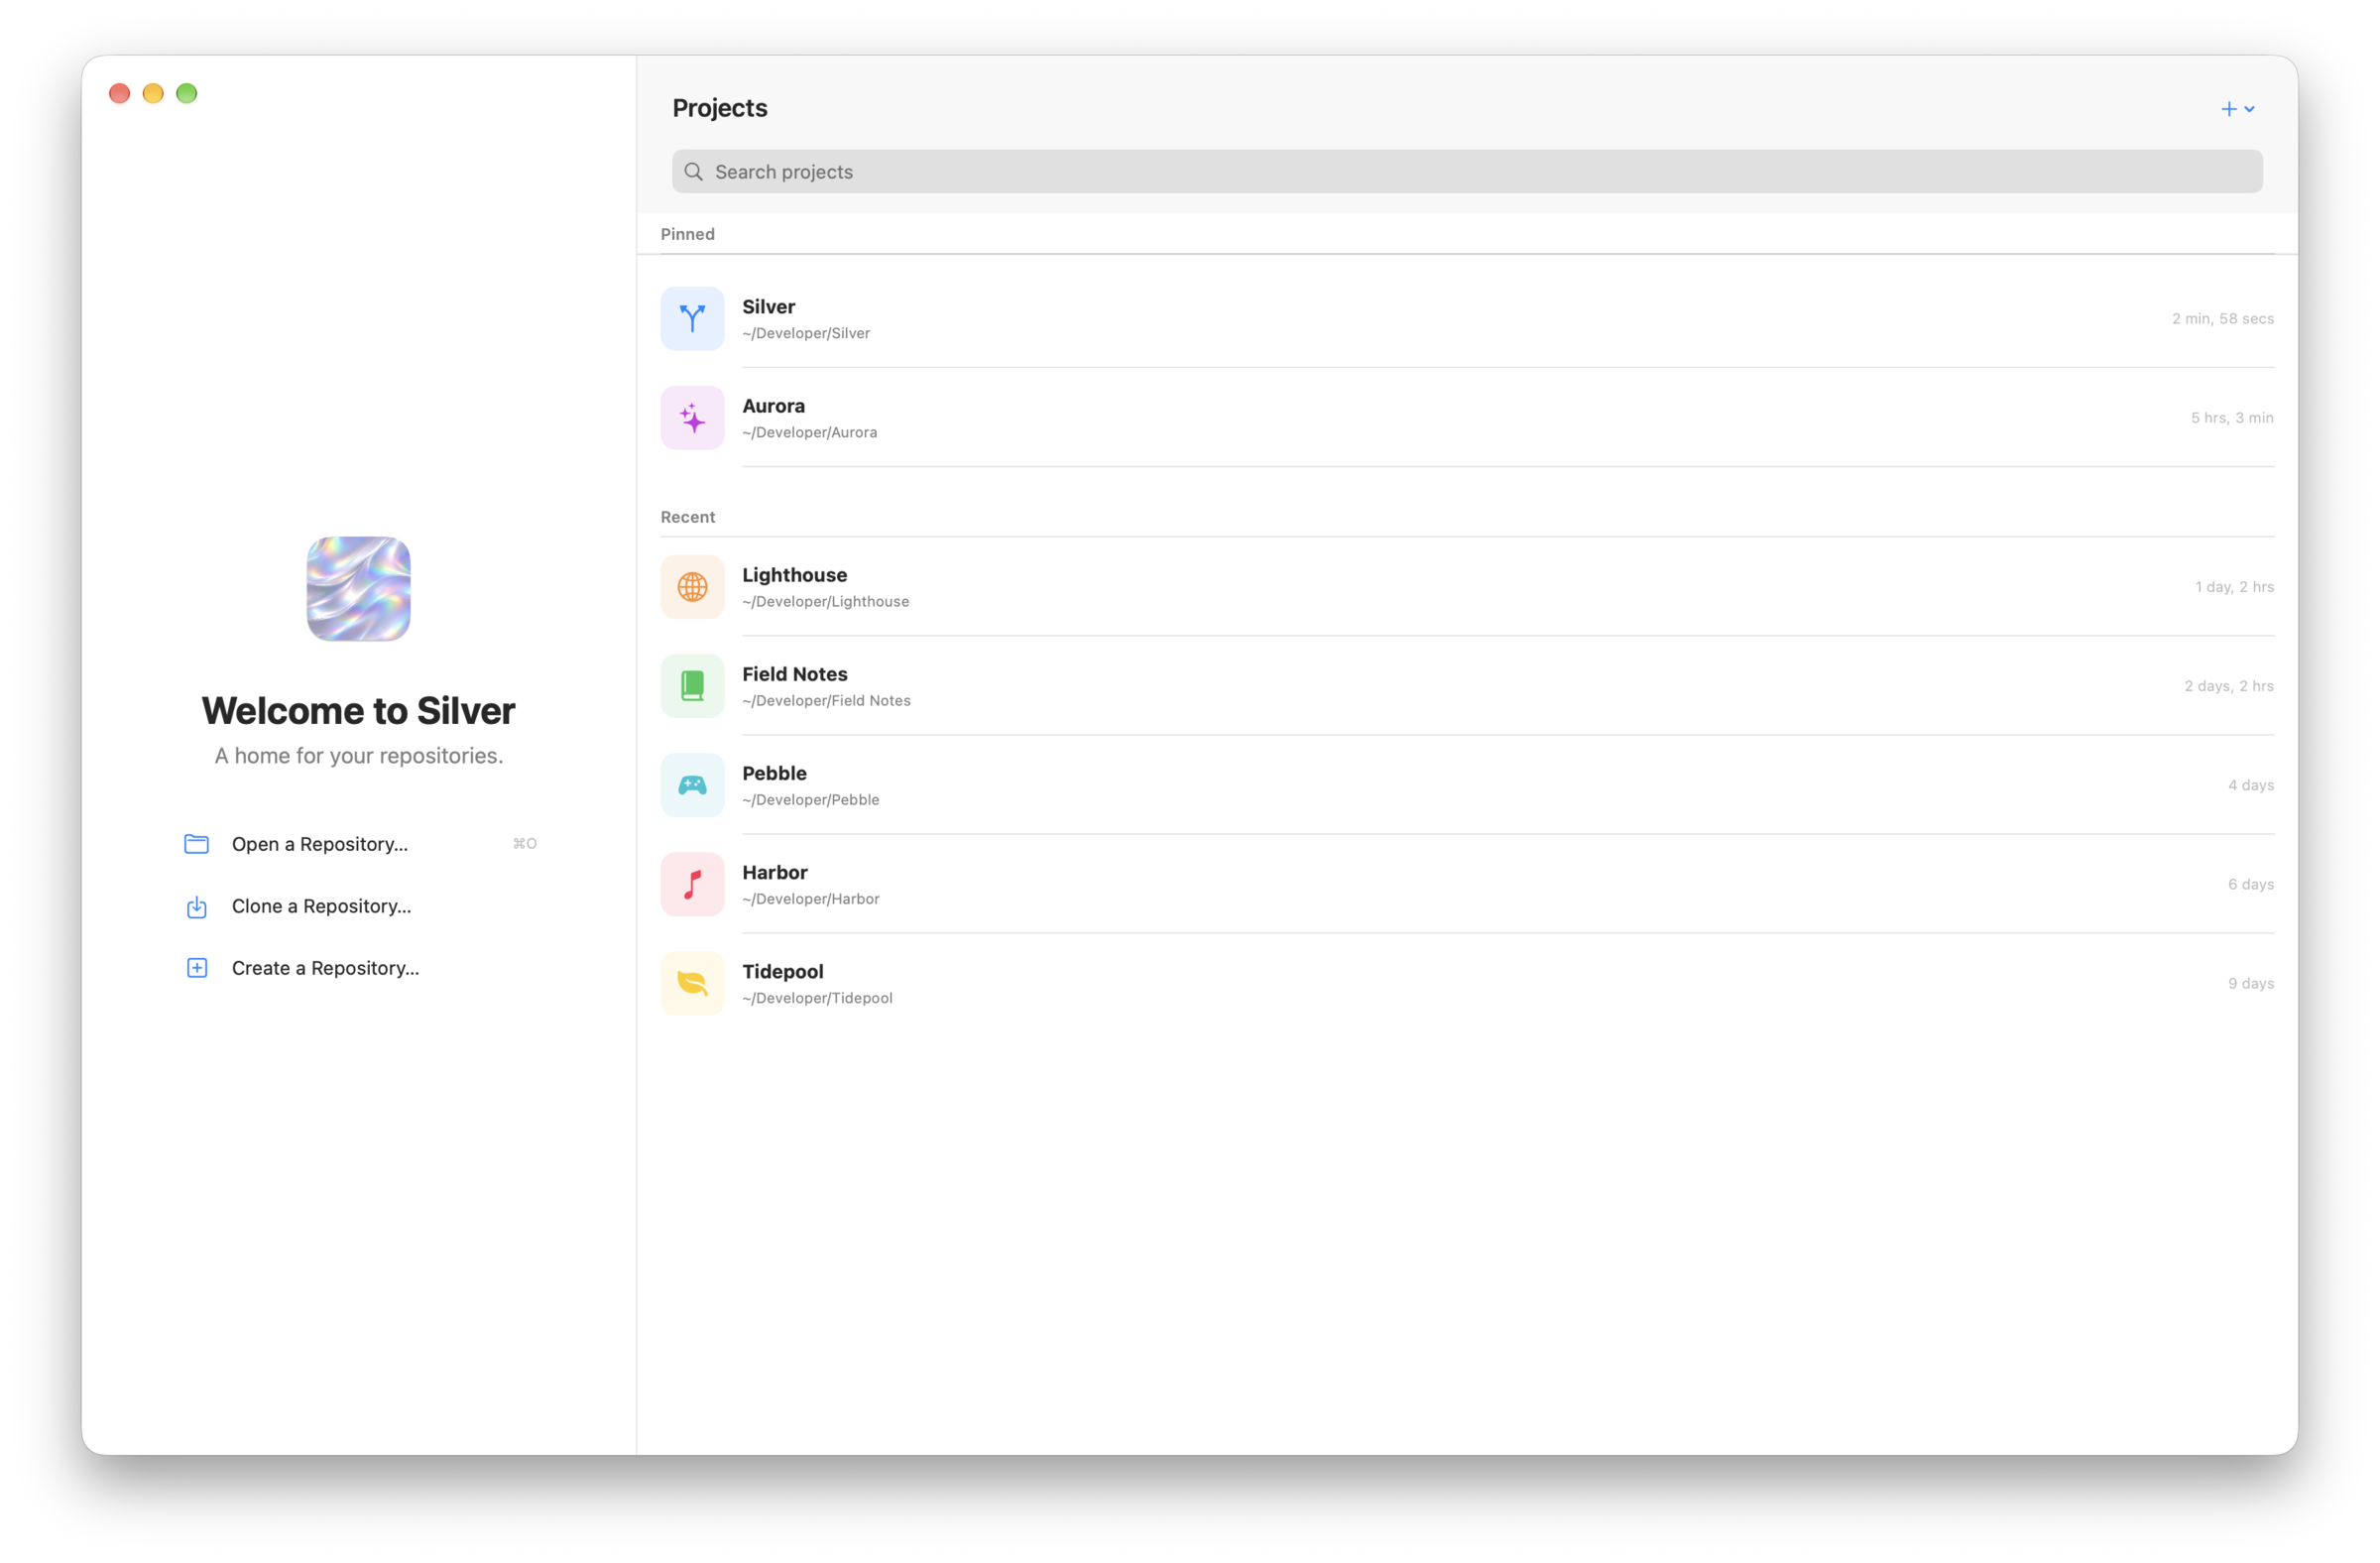 Projects
Search projects
Pinned
Silver
~/Developer/Silver
2 min, 58 secs
Aurora
~/Developer/Aurora
5 hrs, 3 min
Recent
Lighthouse
~/Developer/Lighthouse
1 day, 2 hrs
Field Notes
~/Developer/Field Notes
2 days, 2 hrs
Pebble
~/Developer/Pebble
4 days
Harbor
~/Developer/Harbor
6 days
Tidepool
~/Developer/Tidepool
9 days
Welcome to Silver
A home for your repositories.
Open a Repository... ⌘O
Clone a Repository...
Create a Repository...